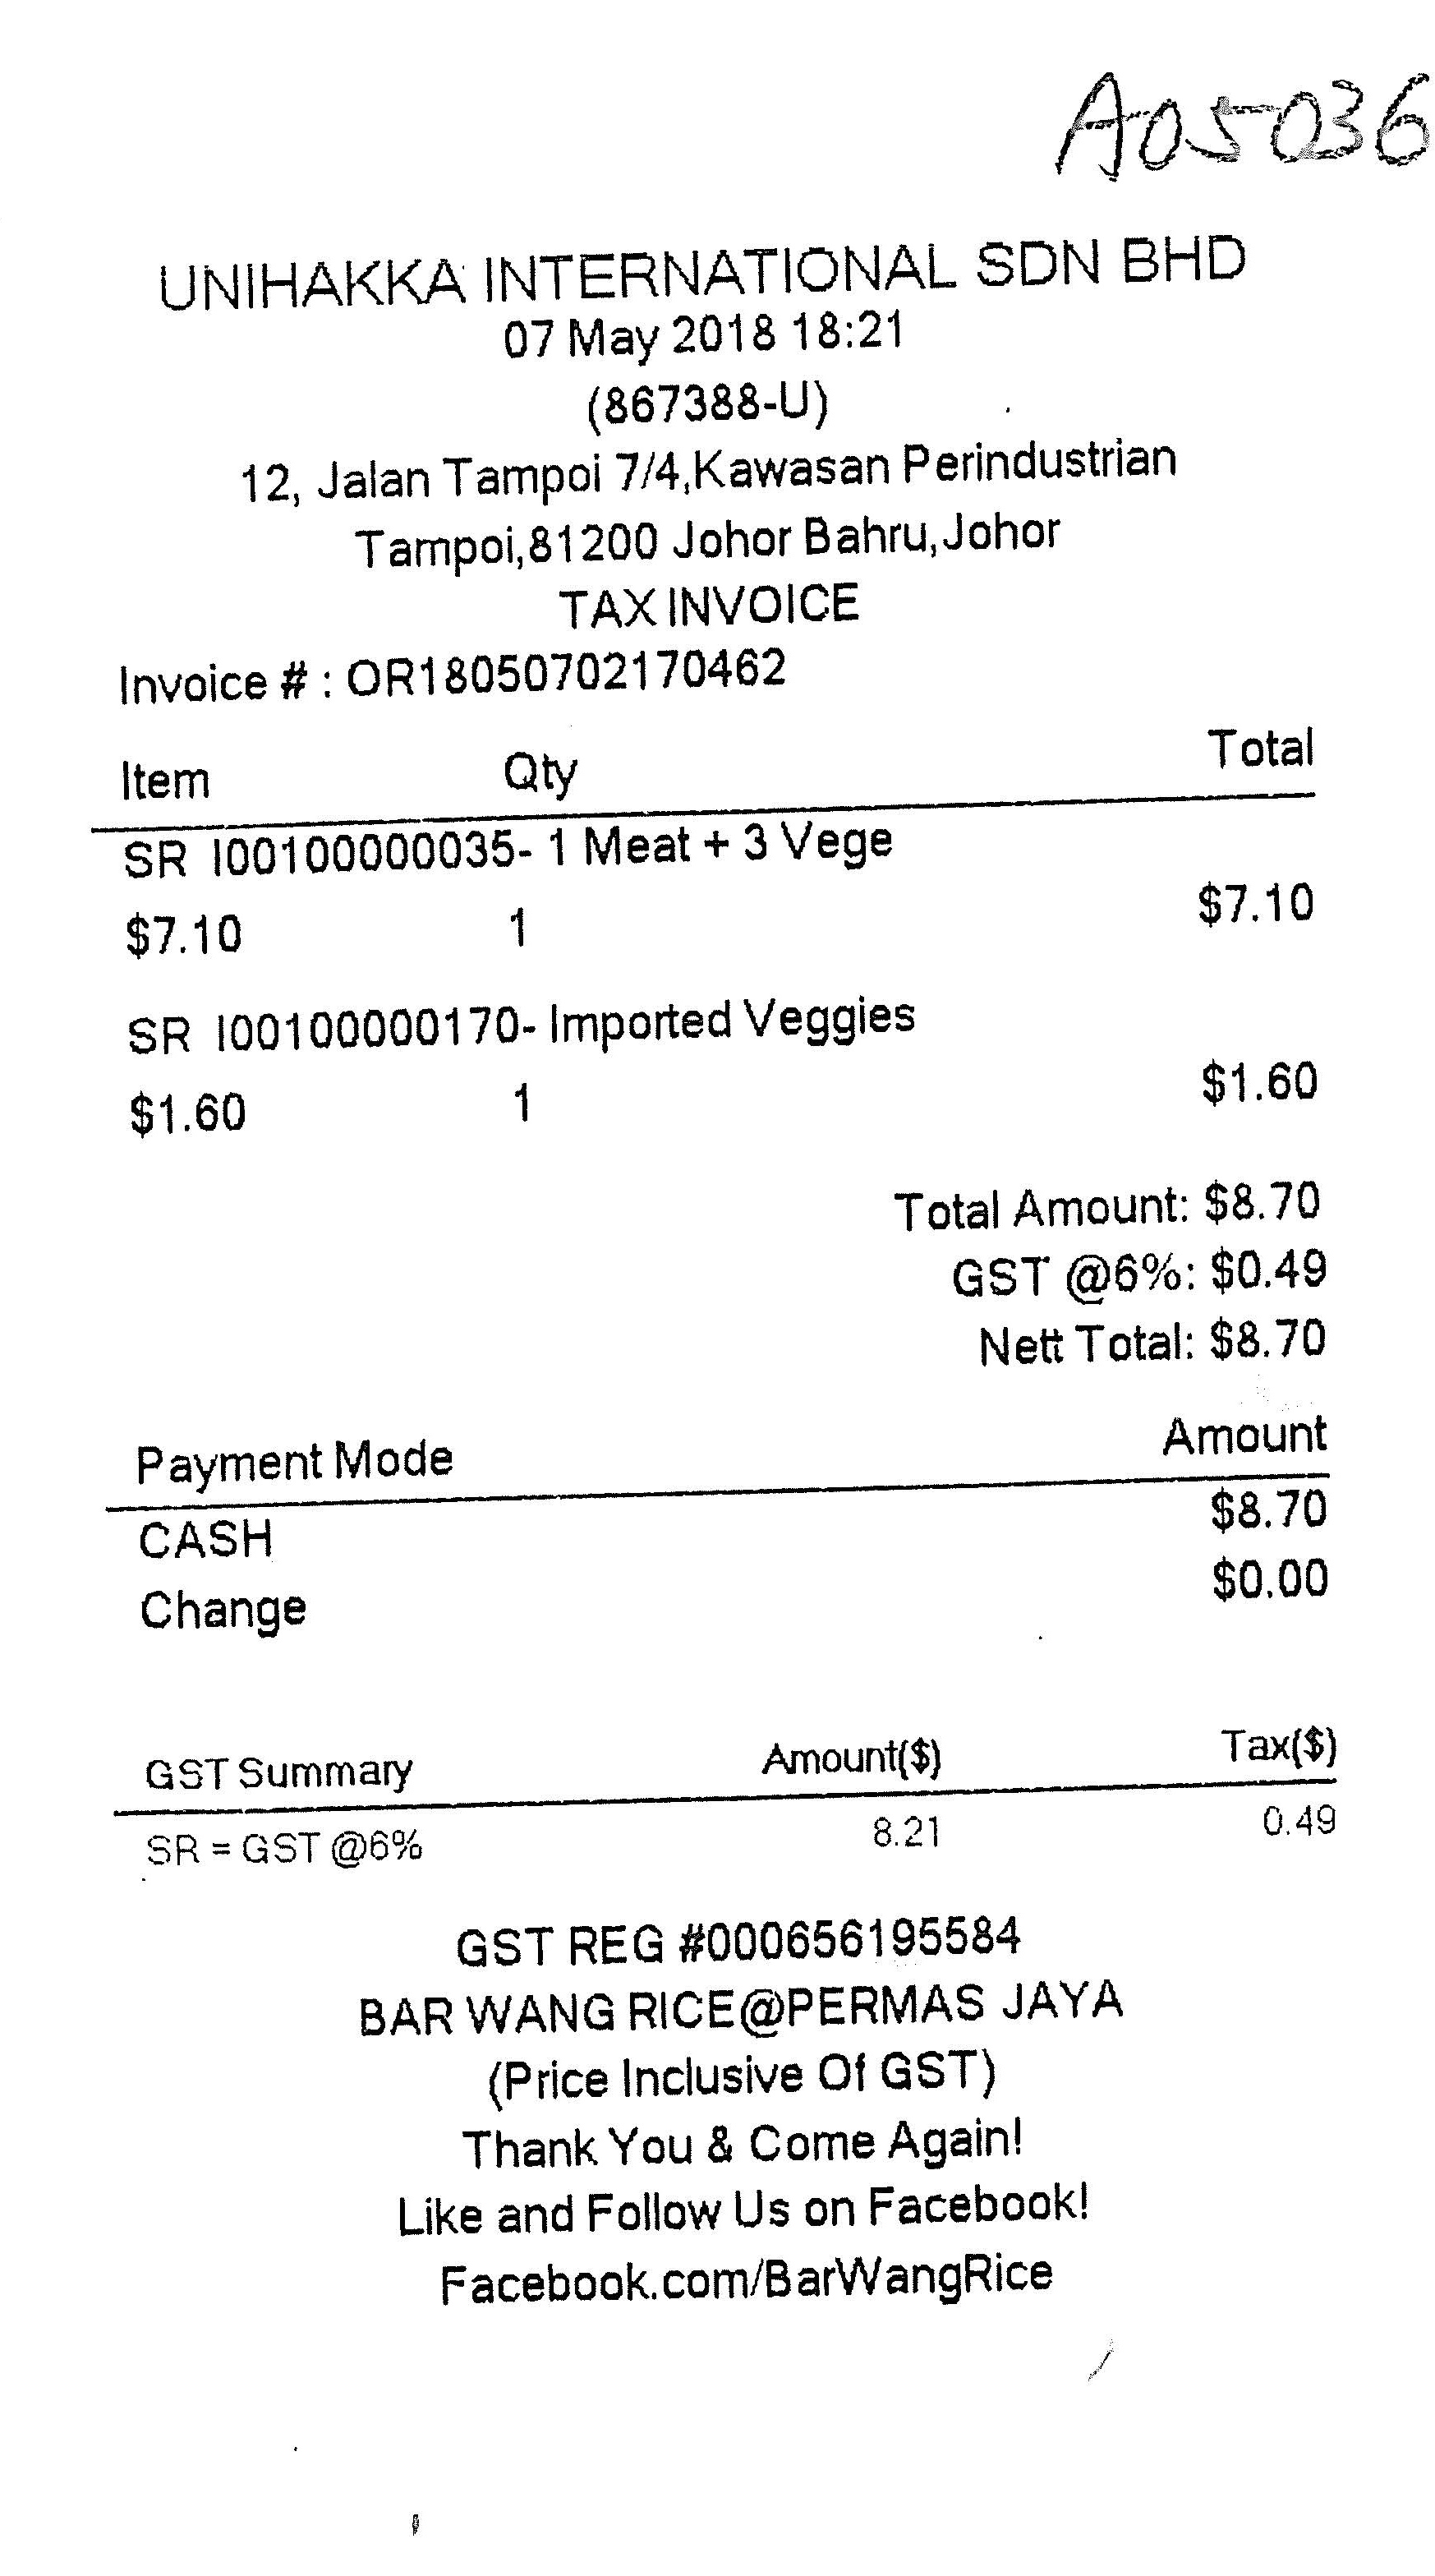 A05036
UNIHAKKA INTERNATIONAL SDN BHD
07 May 2018 18:21
(867388-U)
12, Jalan Tampoi 7/4,Kawasan Perindustrian
Tampoi,81200 Johor Bahru,Johor
TAX INVOICE
Invoice # : OR18050702170462
Item Qty Total
SR I00100000035- 1 Meat + 3 Vege
$7.10 1 $7.10
SR I00100000170- Imported Veggies
$1.60 1 $1.60
Total Amount: $8.70
GST @6%: $0.49
Nett Total: $8.70
Payment Mode Amount
CASH $8.70
Change $0.00
GST Summary Amount($) Tax($)
SR = GST @6% 8.21 0.49
GST REG #000656195584
BAR WANG RICE@PERMAS JAYA
(Price Inclusive Of GST)
Thank You & Come Again!
Like and Follow Us on Facebook!
Facebook.com/BarWangRice